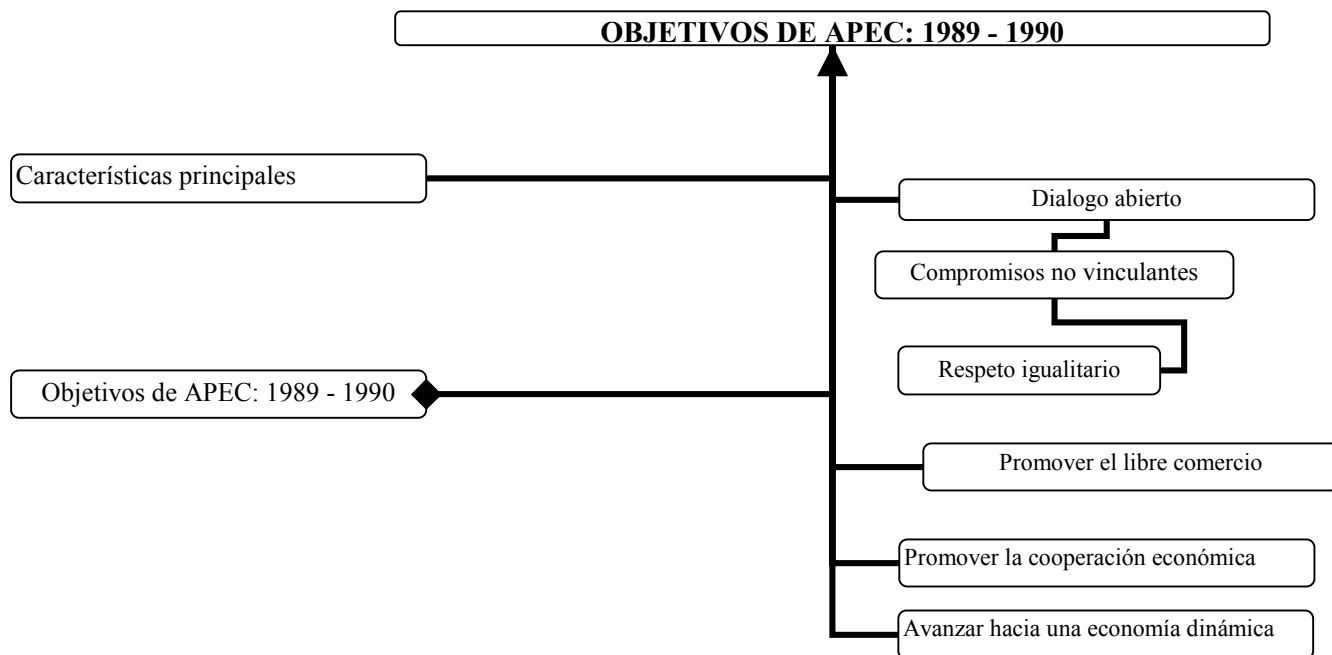 OBJETIVOS DE APEC: 1989 - 1990
Características principales
Dialogo abierto
Compromisos no vinculantes
Respeto igualitario
Objetivos de APEC: 1989 - 1990
Promover el libre comercio
Promover la cooperación económica
Avanzar hacia una economía dinámica